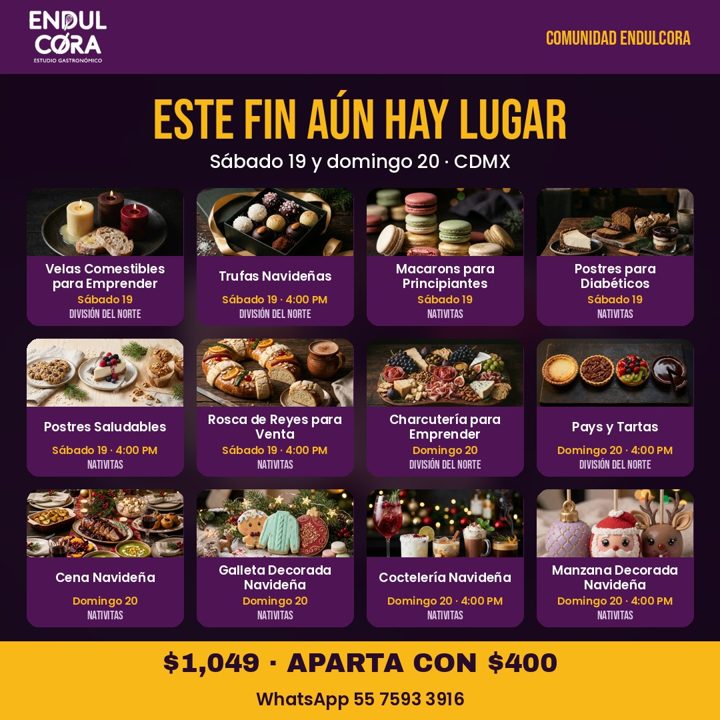 ENDUL
CØRA
ESTUDIO GASTRONÓMICO
COMUNIDAD ENDULCORA
ESTE FIN AÚN HAY LUGAR
Sábado 19 y domingo 20 · CDMX
Velas Comestibles
para Emprender
Sábado 19
DIVISIÓN DEL NORTE
Trufas Navideñas
Sábado 19 · 4:00 PM
DIVISIÓN DEL NORTE
Macarons para
Principiantes
Sábado 19
NATIVITAS
Postres para
Diabéticos
Sábado 19
NATIVITAS
Postres Saludables
Sábado 19 · 4:00 PM
NATIVITAS
Rosca de Reyes para
Venta
Sábado 19 · 4:00 PM
NATIVITAS
Charcutería para
Emprender
Domingo 20
DIVISIÓN DEL NORTE
Pays y Tartas
Domingo 20 · 4:00 PM
DIVISIÓN DEL NORTE
Cena Navideña
Domingo 20
NATIVITAS
Galleta Decorada
Navideña
Domingo 20
NATIVITAS
Coctelería Navideña
Domingo 20 · 4:00 PM
NATIVITAS
Manzana Decorada
Navideña
Domingo 20 · 4:00 PM
NATIVITAS
$1,049 · APARTA CON $400
WhatsApp 55 7593 3916